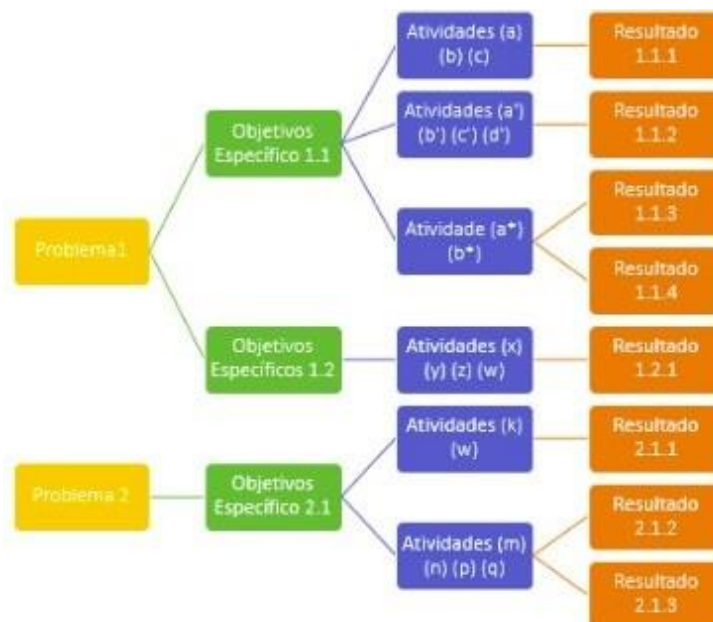 Problema1
Objetivos
Específico 1.1
Atividades (a)
(b) (c)
Resultado
1.1.1
Atividades (a')
(b') (c') (d')
Resultado
1.1.2
Atividade (a*)
(b*)
Resultado
1.1.3
Resultado
1.1.4
Objetivos
Específicos 1.2
Atividades (x)
(y) (z) (w)
Resultado
1.2.1
Problema 2
Objetivos
Específico 2.1
Atividades (k)
(w)
Resultado
2.1.1
Atividades (m)
(n) (p) (q)
Resultado
2.1.2
Resultado
2.1.3